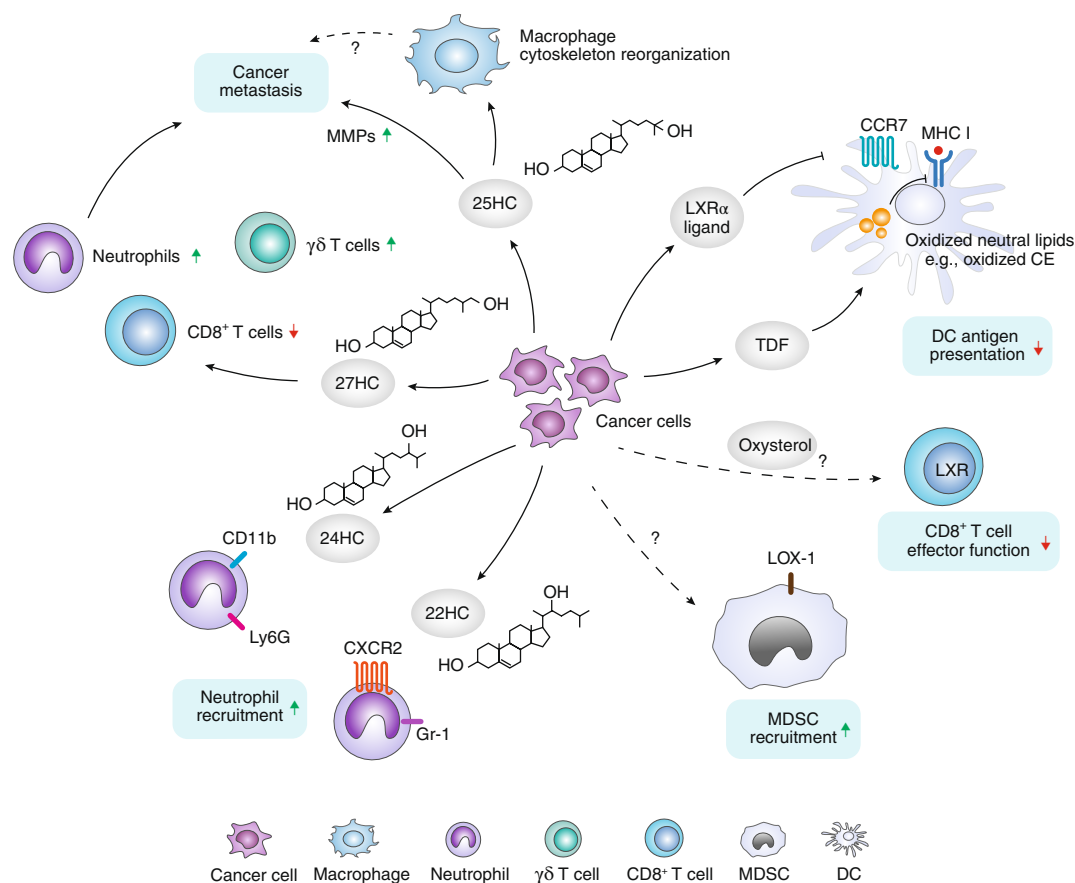 Macrophage
cytoskeleton reorganization
?
Cancer
metastasis
MMPs
OH
HO
25HC
CCR7
MHC I
LXRα
ligand
Oxidized neutral lipids
e.g., oxidized CE
Neutrophils
γδ T cells
CD8+ T cells
OH
HO
27HC
TDF
DC antigen
presentation
Cancer cells
Oxysterol
?
LXR
CD8+ T cell
effector function
OH
HO
24HC
CD11b
Ly6G
?
LOX-1
22HC
OH
HO
CXCR2
Gr-1
Neutrophil
recruitment
MDSC
recruitment
Cancer cell
Macrophage
Neutrophil
γδ T cell
CD8+ T cell
MDSC
DC